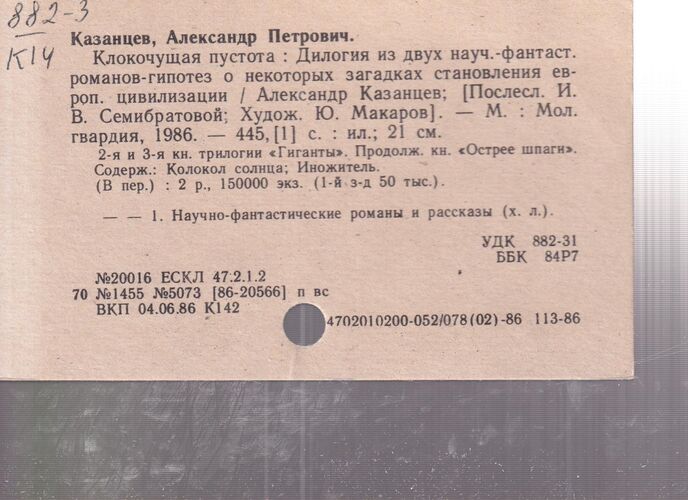 882-3
К14
Казанцев, Александр Петрович.
Клокочущая пустота : Дилогия из двух науч.-фантаст.
романов-гипотез о некоторых загадках становления ев-
роп. цивилизации / Александр Казанцев; [Послесл. И.
В. Семибратовой; Худож. Ю. Макаров]. — М. : Мол.
гвардия, 1986. — 445, [1] с. : ил.; 21 см.
2-я и 3-я кн. трилогии «Гиганты». Продолж. кн. «Острее шпаги».
Содерж.: Колокол солнца; Иножитель.
(В пер.) : 2 р., 150000 экз. (1-й з-д 50 тыс.).
— — 1. Научно-фантастические романы и рассказы (х. л.).
УДК 882-31
ББК 84Р7
№20016 ЕСКЛ 47.2.1.2
70 №1455 №5073 [86-20566] п вс
ВКП 04.06.86 К142
4702010200-052/078(02)-86 113-86